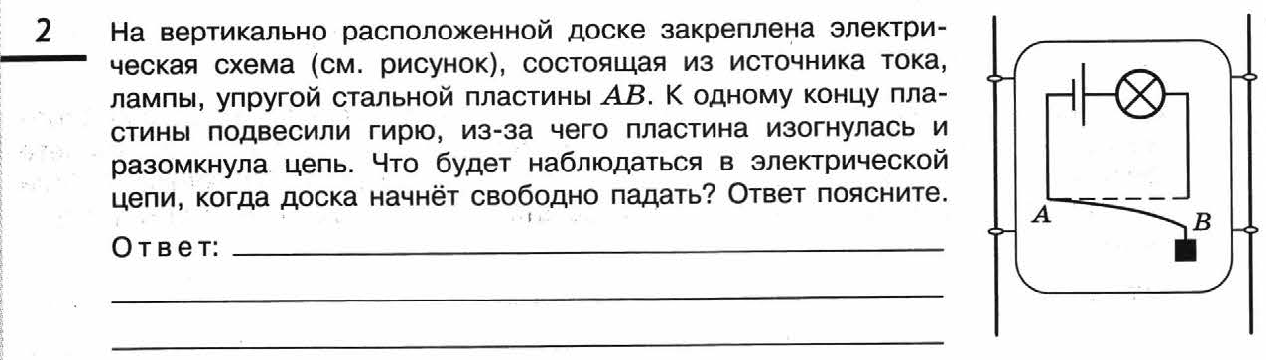 2
На вертикально расположенной доске закреплена электри-
ческая схема (см. рисунок), состоящая из источника тока,
лампы, упругой стальной пластины AB. К одному концу пла-
стины подвесили гирю, из-за чего пластина изогнулась и
разомкнула цепь. Что будет наблюдаться в электрической
цепи, когда доска начнёт свободно падать? Ответ поясните.
Ответ:
A
B